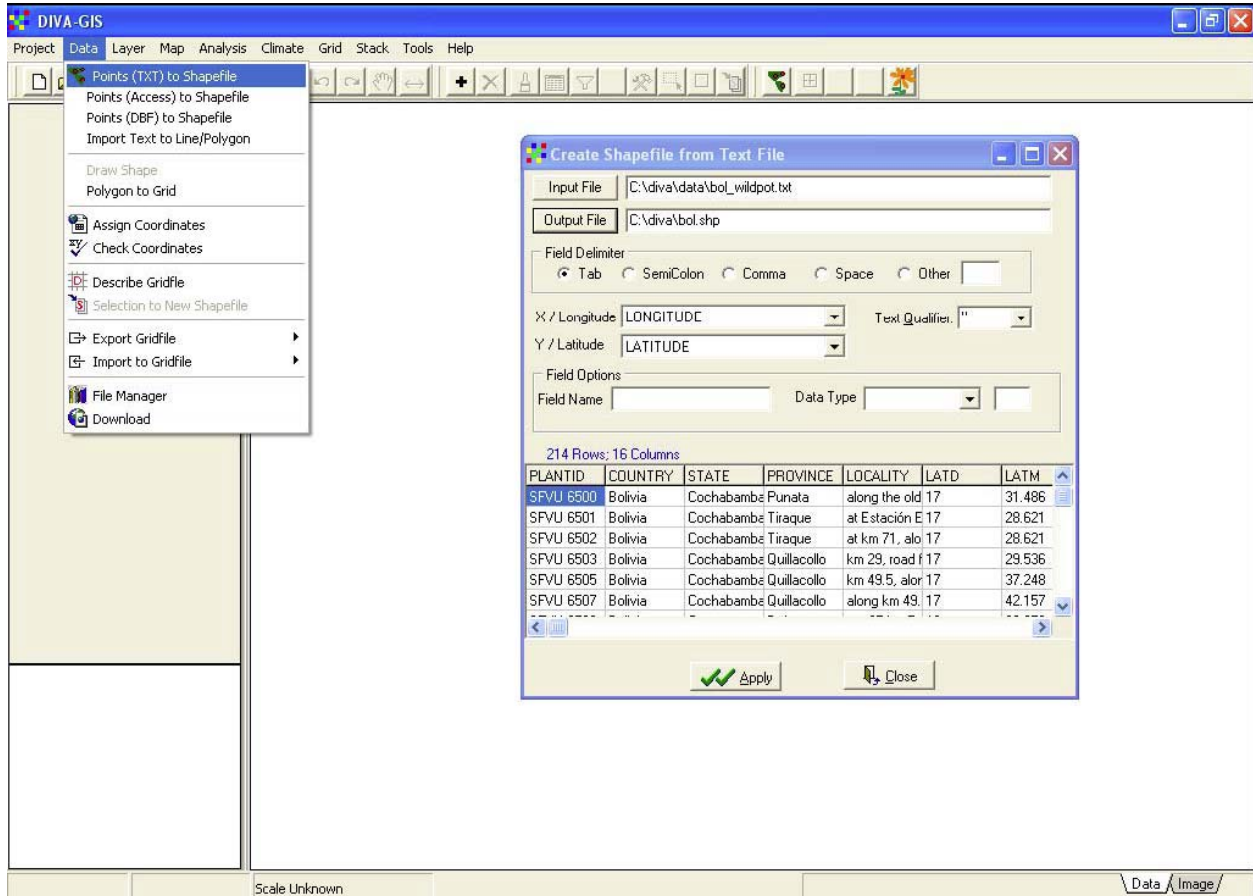 DIVA-GIS
Project Data Layer Map Analysis Climate Grid Stack Tools Help
Points (TXT) to Shapefile
Points (Access) to Shapefile
Points (DBF) to Shapefile
Import Text to Line/Polygon
Draw Shape
Polygon to Grid
Assign Coordinates
Check Coordinates
Describe Gridfle
Selection to New Shapefile
Export Gridfile
Import to Gridfile
File Manager
Download
Create Shapefile from Text File
Input File C:\diva\data\bol_wildpot.txt
Output File C:\diva\bol.shp
Field Delimiter
Tab SemiColon Comma Space Other
X / Longitude LONGITUDE Text Qualifier. "
Y / Latitude LATITUDE
Field Options
Field Name Data Type
214 Rows; 16 Columns
PLANTID COUNTRY STATE PROVINCE LOCALITY LATD LATM
SFVU 6500 Bolivia Cochabamba Punata along the old 17 31.486
SFVU 6501 Bolivia Cochabamba Tiraque at Estación E 17 28.621
SFVU 6502 Bolivia Cochabamba Tiraque at km 71, alo 17 28.621
SFVU 6503 Bolivia Cochabamba Quillacollo km 29, road f 17 29.536
SFVU 6505 Bolivia Cochabamba Quillacollo km 49.5, alor 17 37.248
SFVU 6507 Bolivia Cochabamba Quillacollo along km 49. 17 42.157
Apply Close
Scale Unknown Data Image